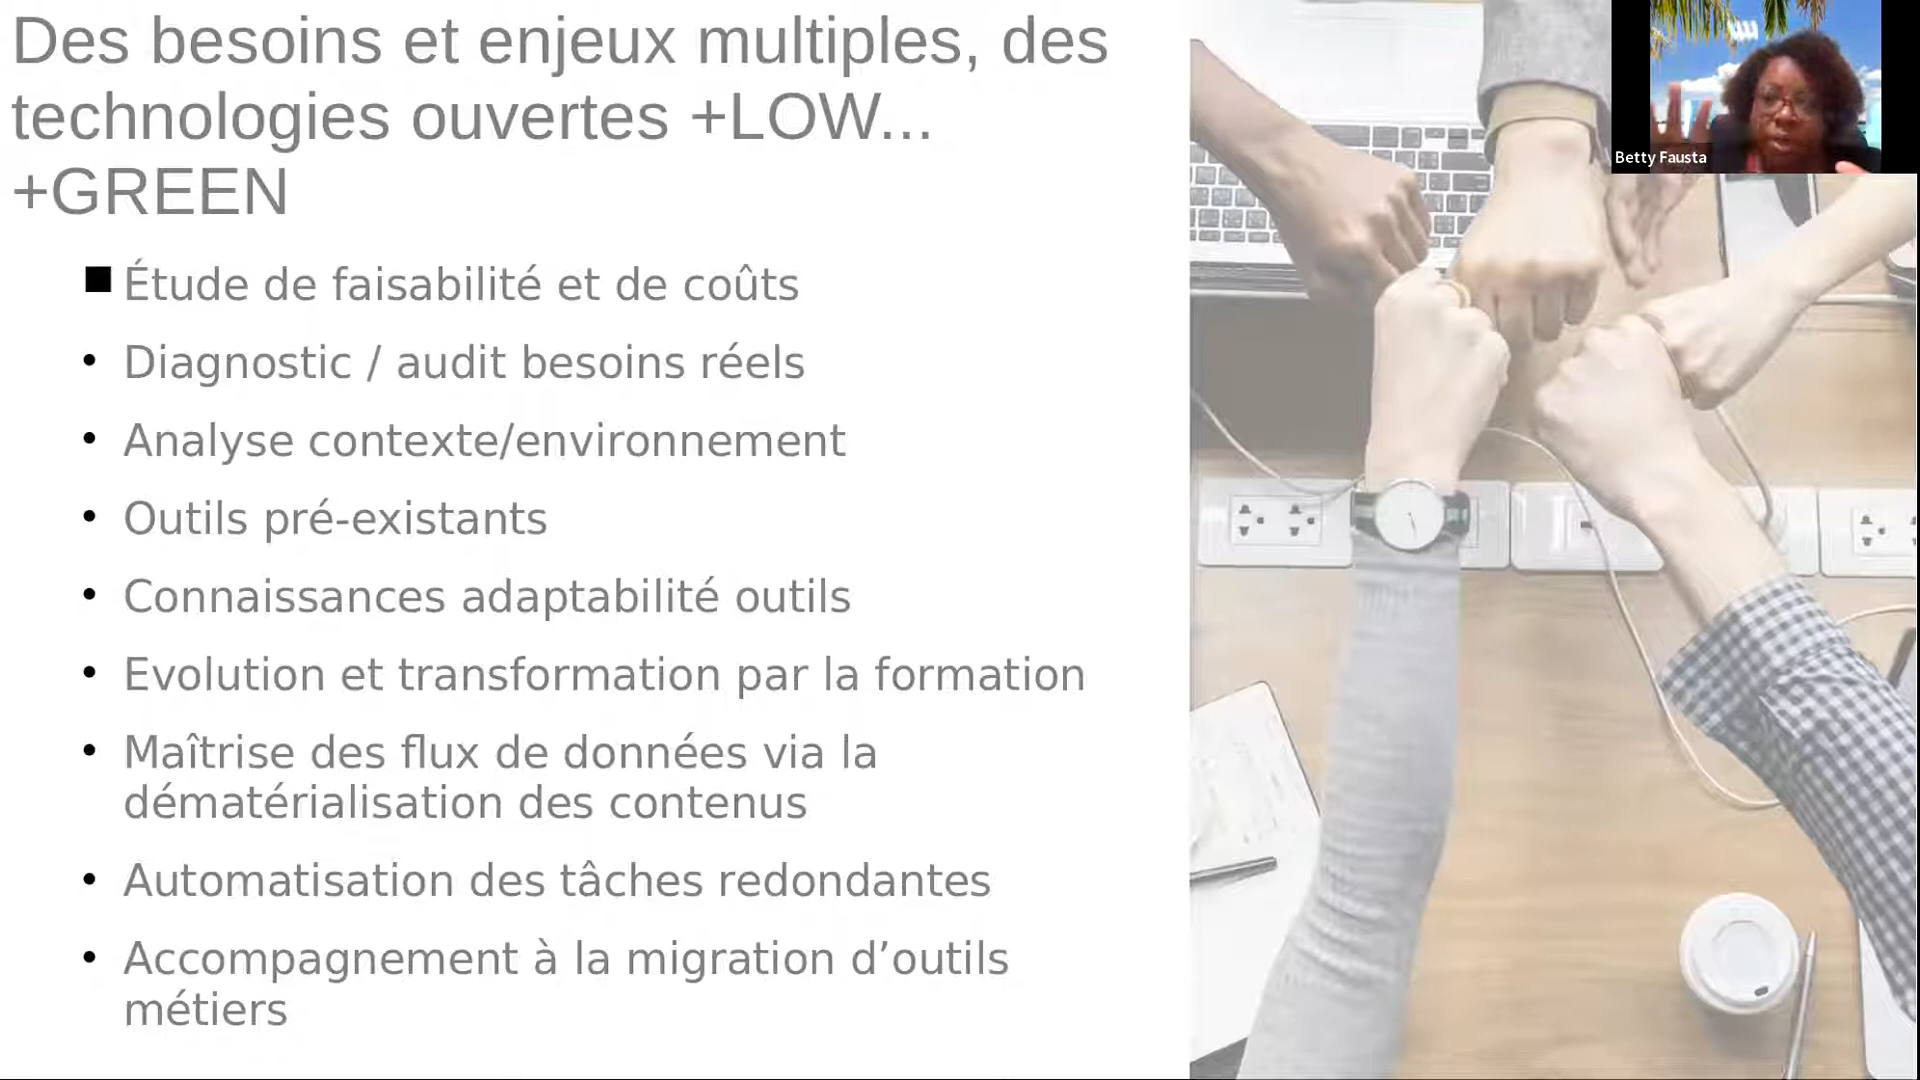 Des besoins et enjeux multiples, des
technologies ouvertes +LOW...
+GREEN
Étude de faisabilité et de coûts
• Diagnostic / audit besoins réels
• Analyse contexte/environnement
• Outils pré-existants
• Connaissances adaptabilité outils
• Evolution et transformation par la formation
• Maîtrise des flux de données via la
dématérialisation des contenus
• Automatisation des tâches redondantes
• Accompagnement à la migration d’outils
métiers
Betty Fausta